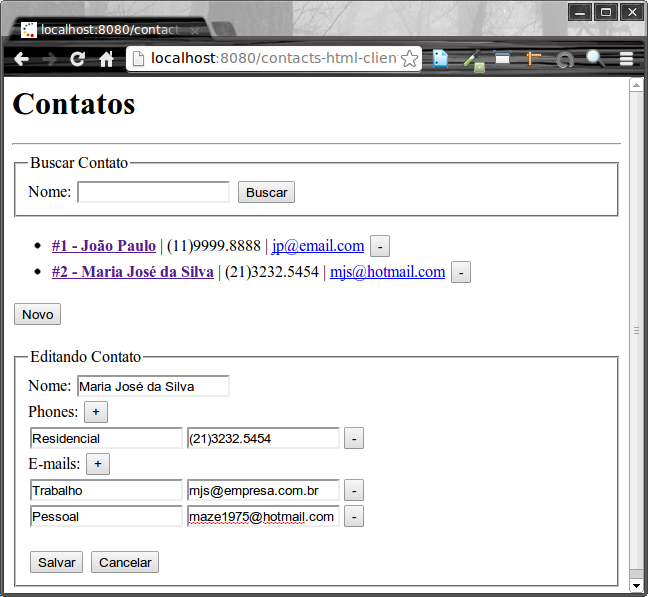 localhost:8080/contact
localhost:8080/contacts-html-clien
Contatos
Buscar Contato
Nome: Buscar
#1 - João Paulo | (11)9999.8888 | jp@email.com -
#2 - Maria José da Silva | (21)3232.5454 | mjs@hotmail.com -
Novo
Editando Contato
Nome: Maria José da Silva
Phones: +
Residencial (21)3232.5454 -
E-mails: +
Trabalho mjs@empresa.com.br -
Pessoal maze1975@hotmail.com -
Salvar Cancelar